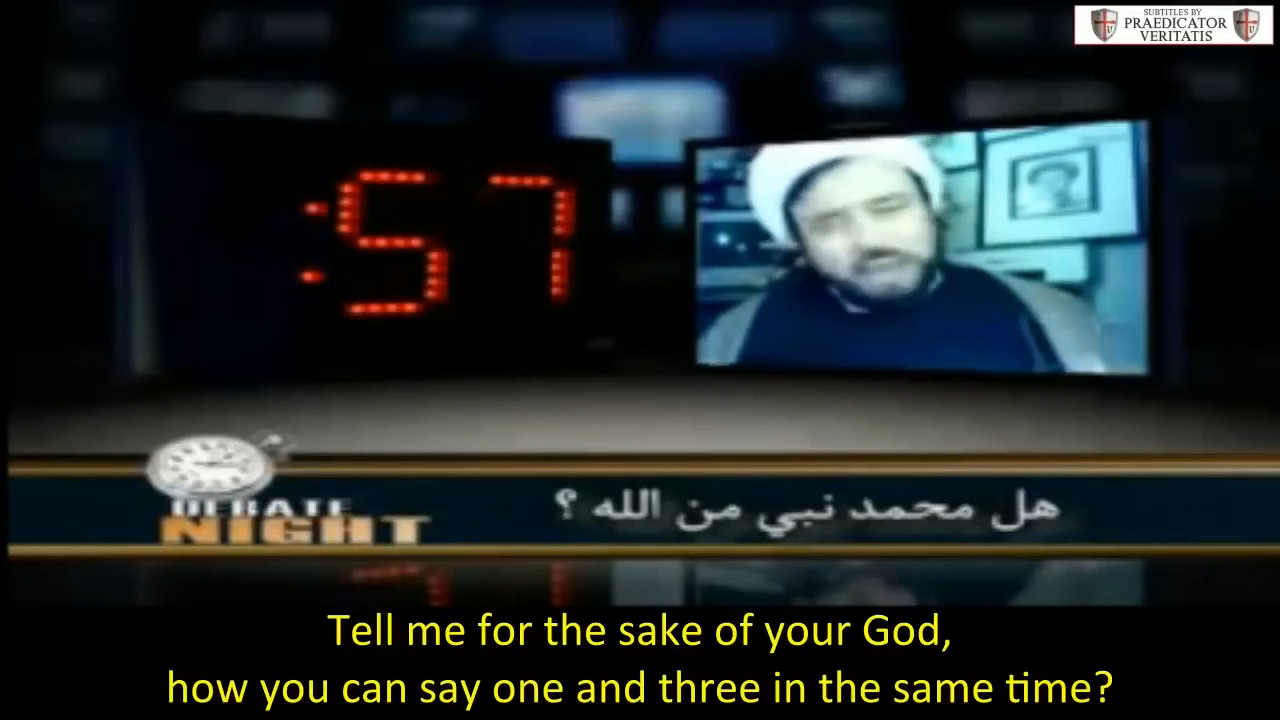 SUBTITLES BY
PRAEDICATOR
VERITATIS
:57
DEBATE
NIGHT
هل محمد نبي من الله ؟
Tell me for the sake of your God,
how you can say one and three in the same time?